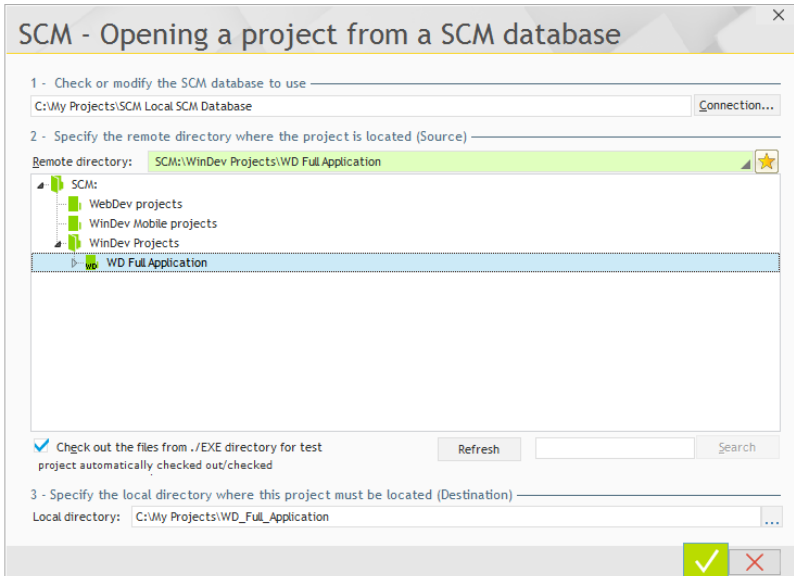 SCM - Opening a project from a SCM database
1 - Check or modify the SCM database to use
C:\My Projects\SCM Local SCM Database
Connection...
2 - Specify the remote directory where the project is located (Source)
Remote directory: SCM:\WinDev Projects\WD Full Application
SCM:
WebDev projects
WinDev Mobile projects
WinDev Projects
WD WD Full Application
Check out the files from ./EXE directory for test
Refresh
Search
project automatically checked out/checked
3 - Specify the local directory where this project must be located (Destination)
Local directory: C:\My Projects\WD_Full_Application
...